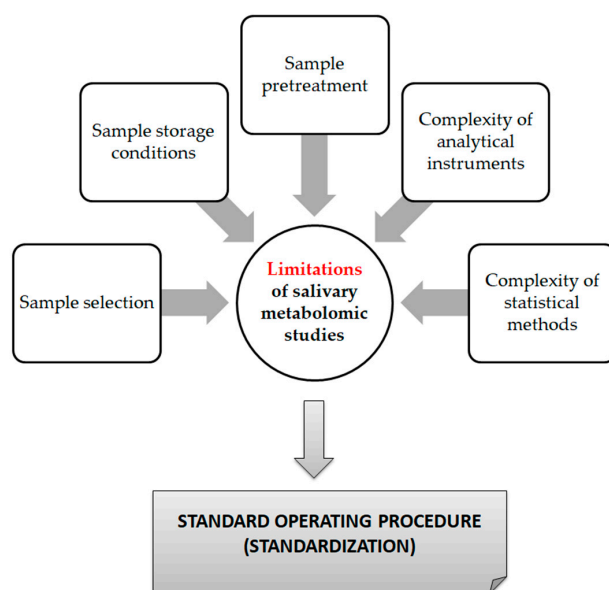 Sample
pretreatment
Sample storage
conditions
Complexity of
analytical
instruments
Sample selection
Limitations
of salivary
metabolomic
studies
Complexity of
statistical
methods
STANDARD OPERATING PROCEDURE
(STANDARDIZATION)